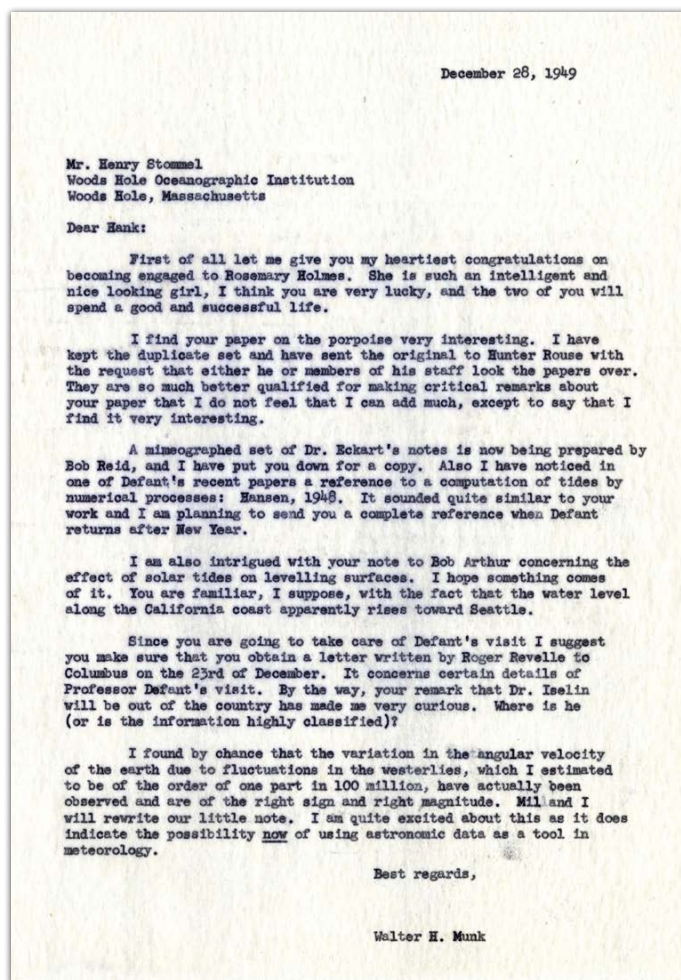 December 28, 1949
Mr. Henry Stommel
Woods Hole Oceanographic Institution
Woods Hole, Massachusetts
Dear Hank:
First of all let me give you my heartiest congratulations on
becoming engaged to Rosemary Holmes. She is such an intelligent and
nice looking girl, I think you are very lucky, and the two of you will
spend a good and successful life.
I find your paper on the porpoise very interesting. I have
kept the duplicate set and have sent the original to Hunter Rouse with
the request that either he or members of his staff look the papers over.
They are so much better qualified for making critical remarks about
your paper that I do not feel that I can add much, except to say that I
find it very interesting.
A mimeographed set of Dr. Eckart's notes is now being prepared by
Bob Reid, and I have put you down for a copy. Also I have noticed in
one of Defant's recent papers a reference to a computation of tides by
numerical processes: Hansen, 1948. It sounded quite similar to your
work and I am planning to send you a complete reference when Defant
returns after New Year.
I am also intrigued with your note to Bob Arthur concerning the
effect of solar tides on levelling surfaces. I hope something comes
of it. You are familiar, I suppose, with the fact that the water level
along the California coast apparently rises toward Seattle.
Since you are going to take care of Defant's visit I suggest
you make sure that you obtain a letter written by Roger Revelle to
Columbus on the 23rd of December. It concerns certain details of
Professor Defant's visit. By the way, your remark that Dr. Iselin
will be out of the country has made me very curious. Where is he
(or is the information highly classified)?
I found by chance that the variation in the angular velocity
of the earth due to fluctuations in the westerlies, which I estimated
to be of the order of one part in 100 million, have actually been
observed and are of the right sign and right magnitude. Mil and I
will rewrite our little note. I am quite excited about this as it does
indicate the possibility now of using astronomic data as a tool in
meteorology.
Best regards,
Walter H. Munk